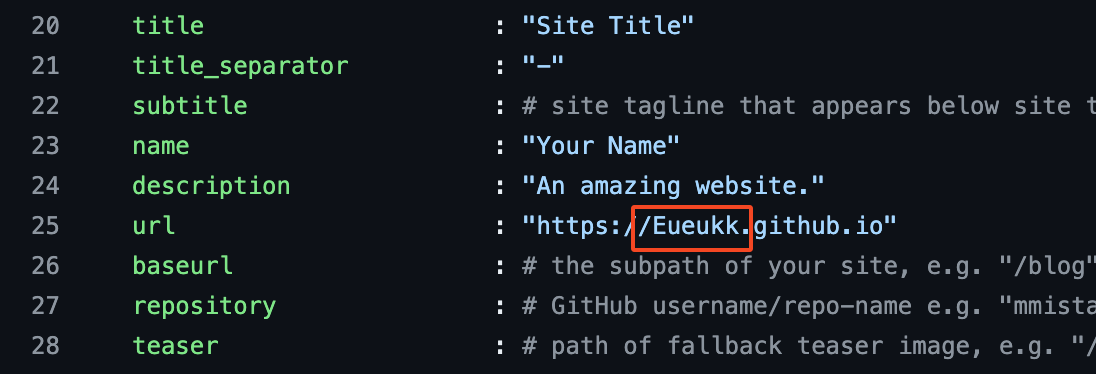 20 title : "Site Title"
21 title_separator : "-"
22 subtitle : # site tagline that appears below site t
23 name : "Your Name"
24 description : "An amazing website."
25 url : "https://Eueukk.github.io"
26 baseurl : # the subpath of your site, e.g. "/blog"
27 repository : # GitHub username/repo-name e.g. "mmista
28 teaser : # path of fallback teaser image, e.g. "/